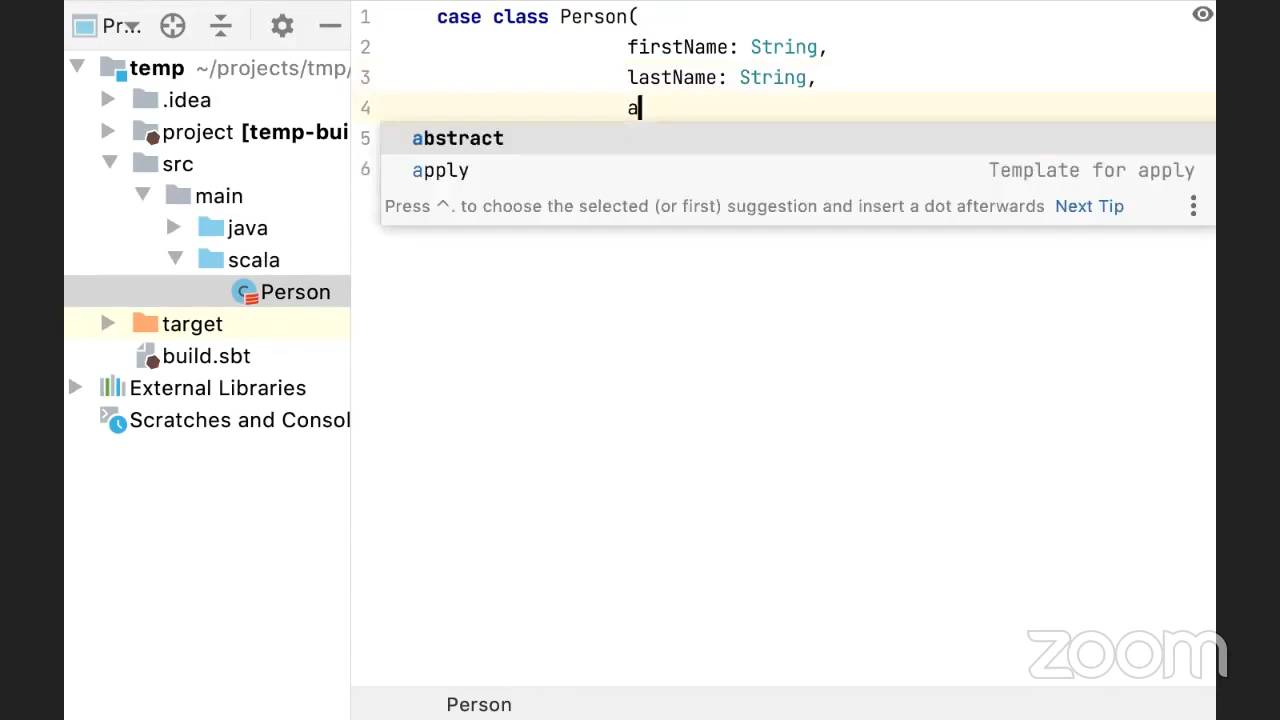 Pr...
temp ~/projects/tmp/
.idea
project [temp-bui
src
main
java
scala
Person
target
build.sbt
External Libraries
Scratches and Consol
1 case class Person(
2 firstName: String,
3 lastName: String,
4 a
5
6
abstract
apply Template for apply
Press ^. to choose the selected (or first) suggestion and insert a dot afterwards Next Tip
Person
zoom